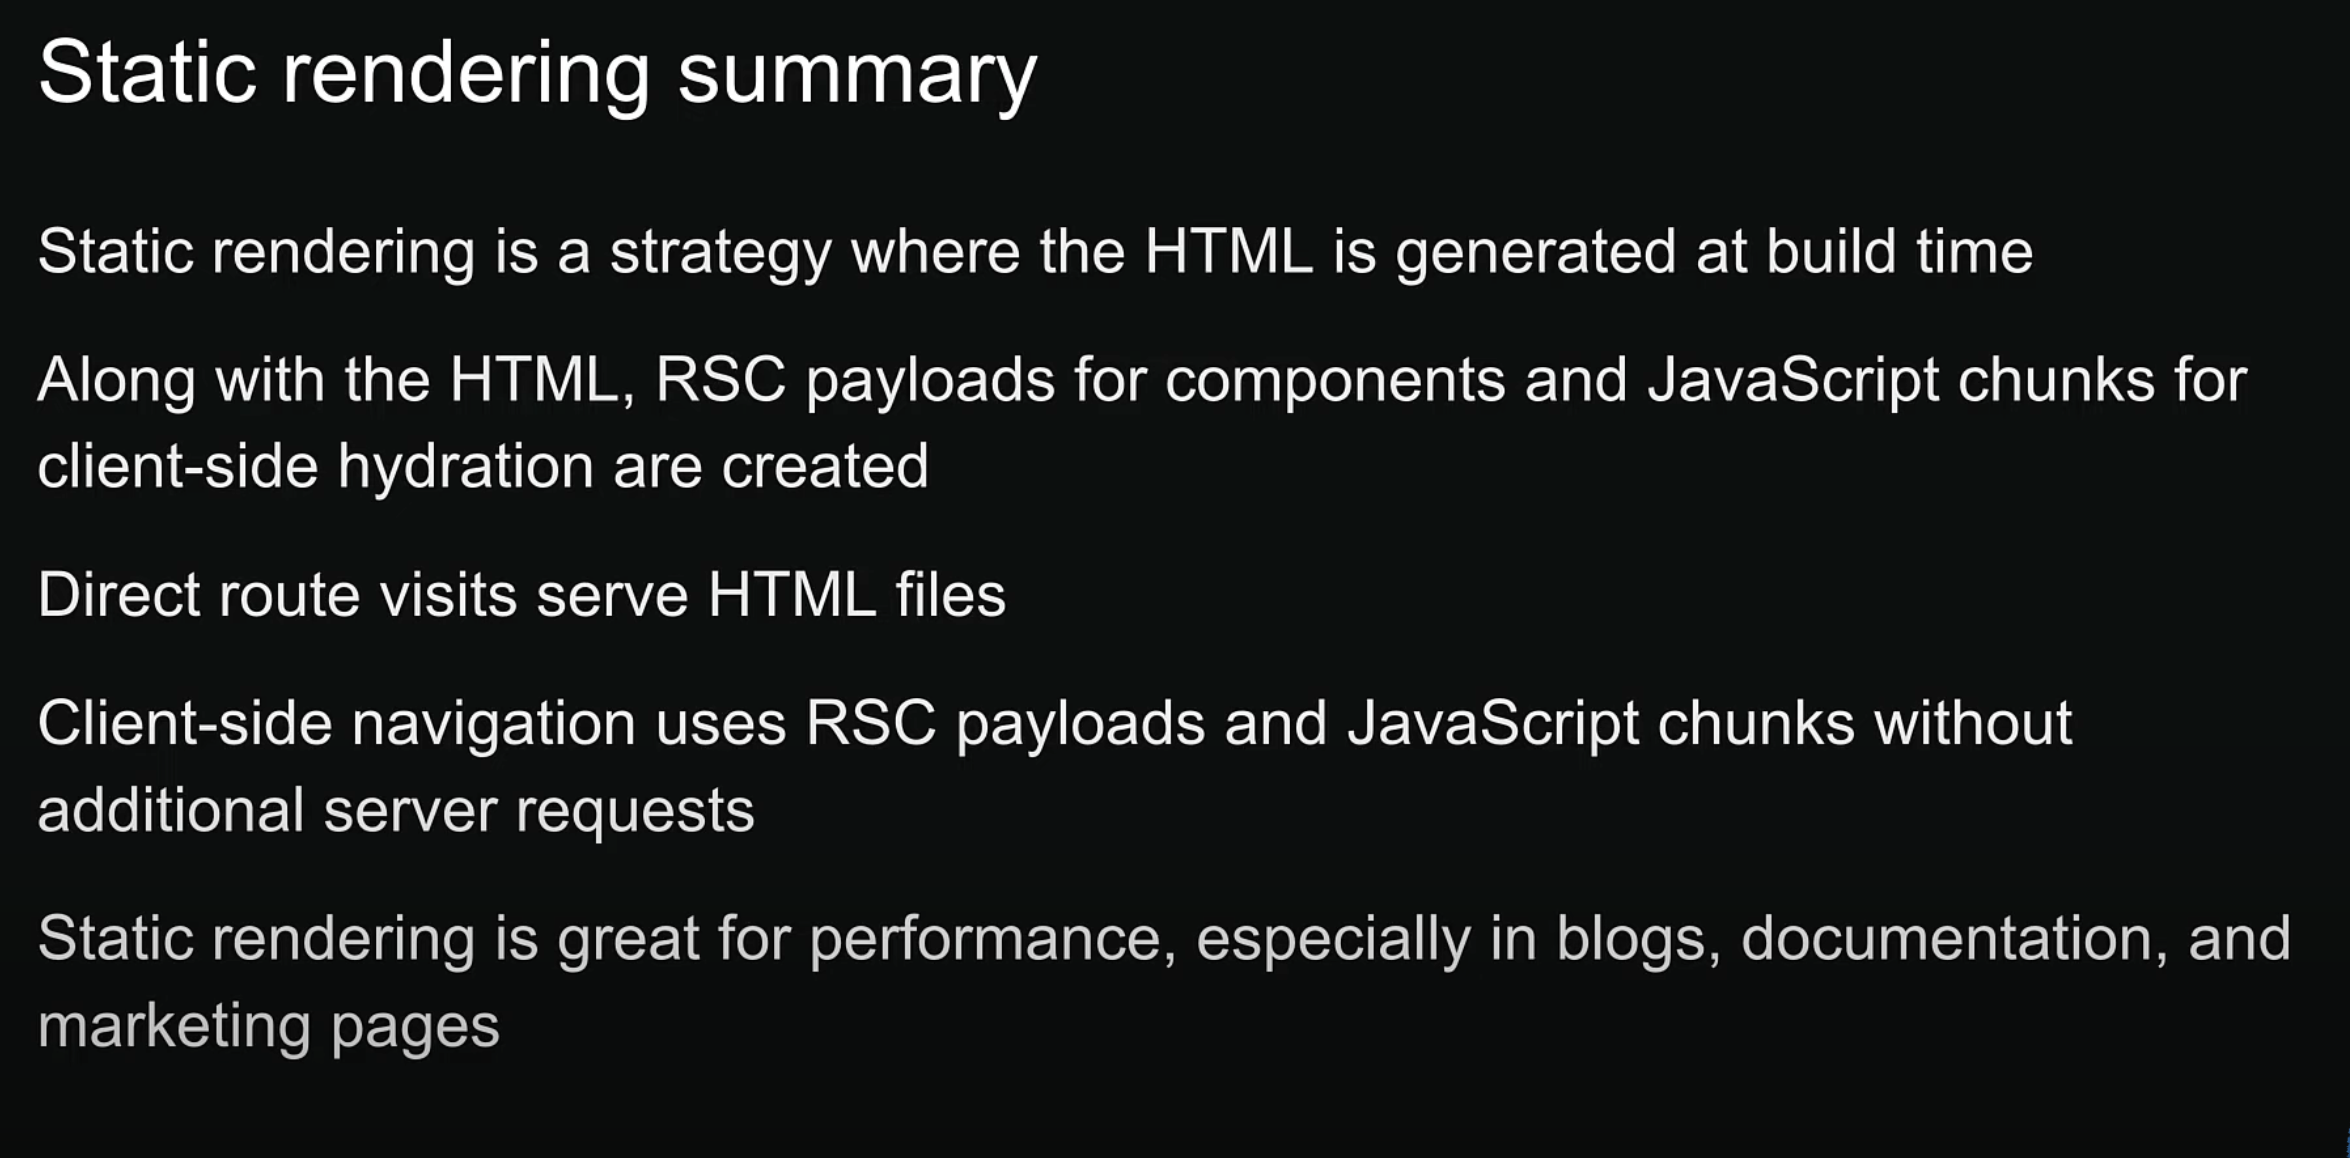 Static rendering summary
Static rendering is a strategy where the HTML is generated at build time
Along with the HTML, RSC payloads for components and JavaScript chunks for
client-side hydration are created
Direct route visits serve HTML files
Client-side navigation uses RSC payloads and JavaScript chunks without
additional server requests
Static rendering is great for performance, especially in blogs, documentation, and
marketing pages